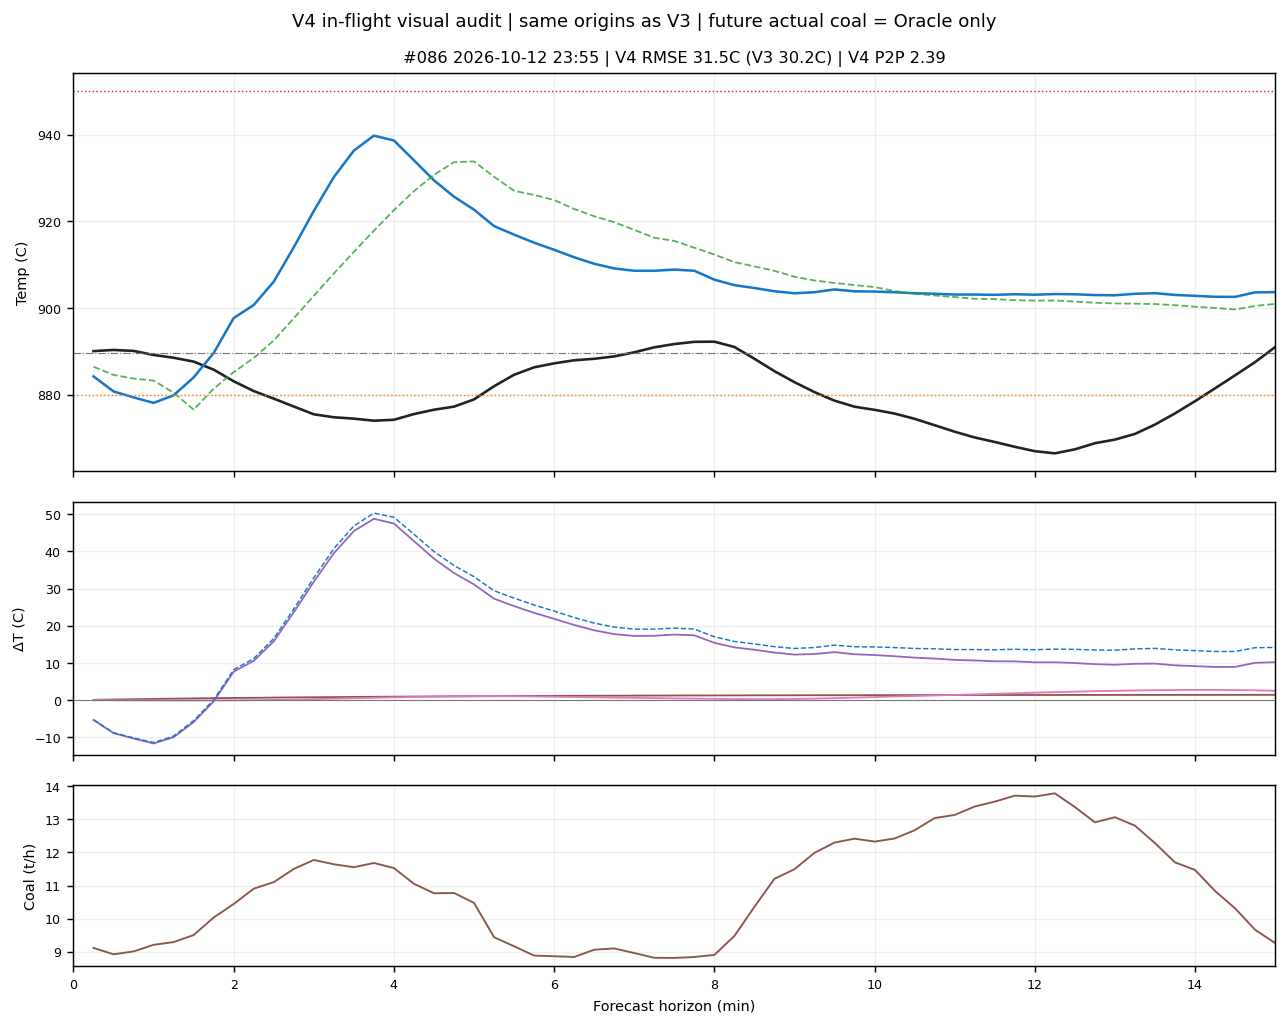 V4 in-flight visual audit | same origins as V3 | future actual coal = Oracle only
#086 2026-10-12 23:55 | V4 RMSE 31.5C (V3 30.2C) | V4 P2P 2.39
Temp (C)
940
920
900
880
ΔT (C)
50
40
30
20
10
0
−10
Coal (t/h)
14
13
12
11
10
9
0 2 4 6 8 10 12 14
Forecast horizon (min)